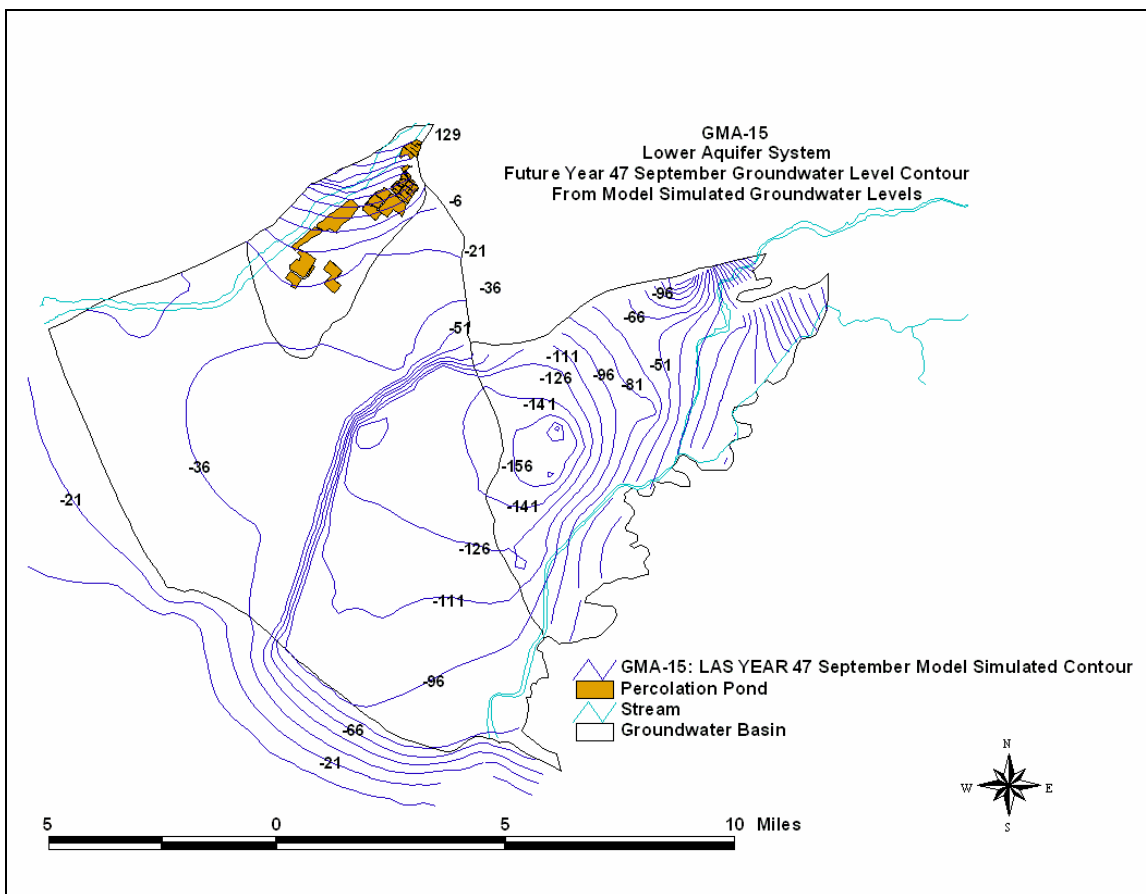 129
GMA-15
Lower Aquifer System
Future Year 47 September Groundwater Level Contour
From Model Simulated Groundwater Levels
-6
-21
-36
-96
-66
-51
-111
-51
-126
-96
-81
-141
-36
-156
-21
-141
-126
-111
GMA-15: LAS YEAR 47 September Model Simulated Contour
-96
Percolation Pond
Stream
-66
Groundwater Basin
-21
N
W E
S
5 0 5 10 Miles